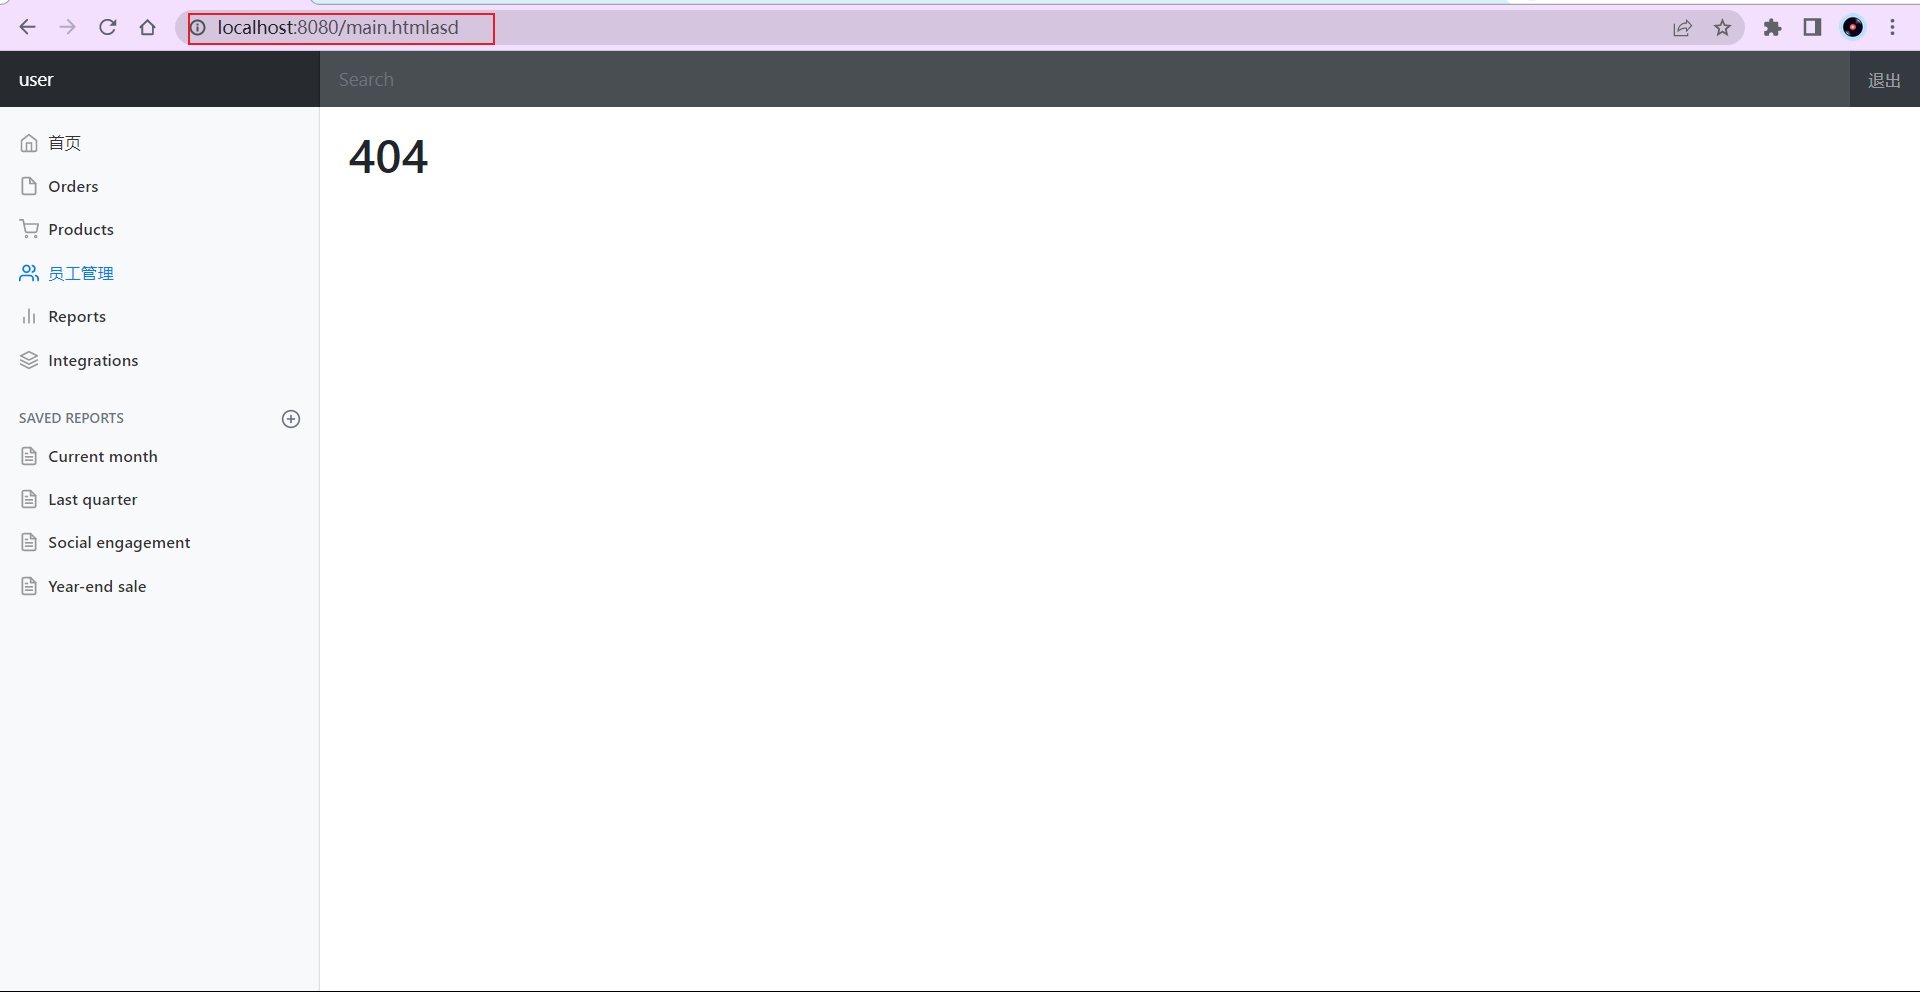 localhost:8080/main.htmlasd
user
Search
退出
首页
404
Orders
Products
员工管理
Reports
Integrations
SAVED REPORTS
Current month
Last quarter
Social engagement
Year-end sale